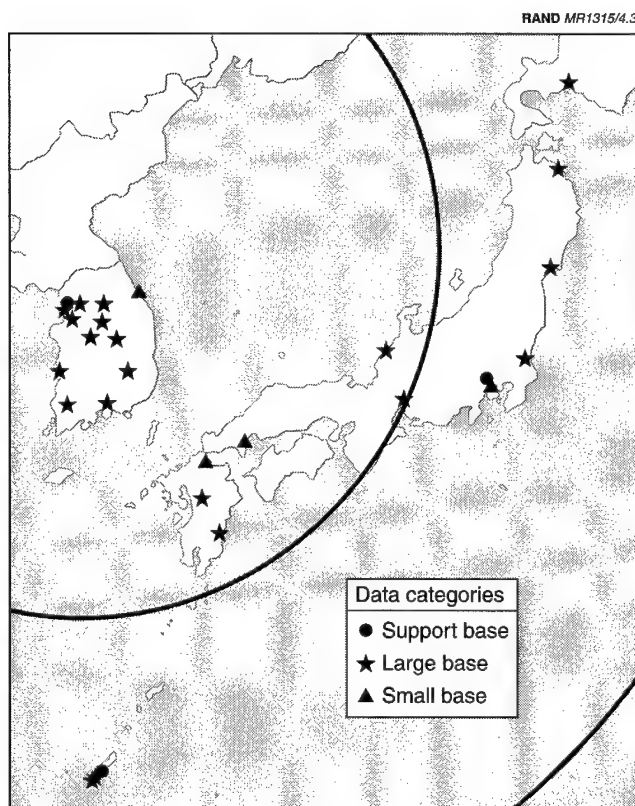 RAND MR1315/4.3
Data categories
Support base
Large base
Small base